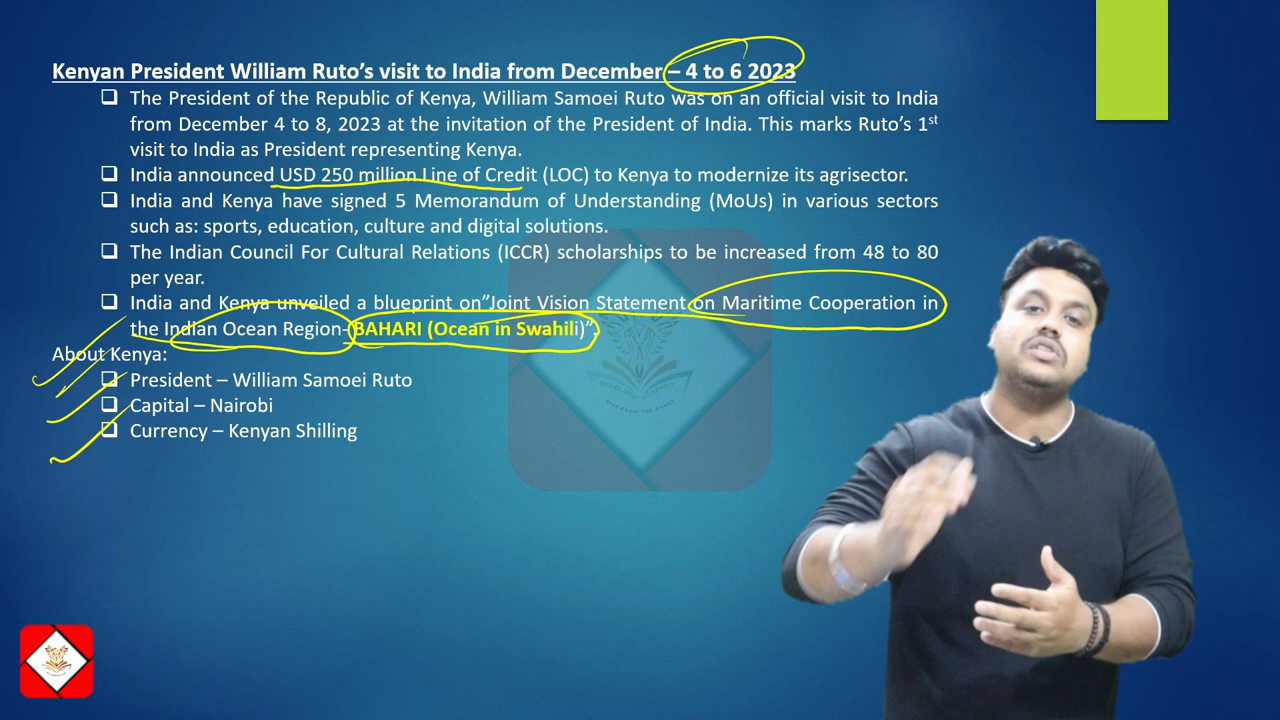 Kenyan President William Ruto's visit to India from December – 4 to 6 2023
❑ The President of the Republic of Kenya, William Samoei Ruto was on an official visit to India
from December 4 to 8, 2023 at the invitation of the President of India. This marks Ruto's 1st
visit to India as President representing Kenya.
❑ India announced USD 250 million Line of Credit (LOC) to Kenya to modernize its agrisector.
❑ India and Kenya have signed 5 Memorandum of Understanding (MoUs) in various sectors
such as: sports, education, culture and digital solutions.
❑ The Indian Council For Cultural Relations (ICCR) scholarships to be increased from 48 to 80
per year.
❑ India and Kenya unveiled a blueprint on"Joint Vision Statement on Maritime Cooperation in
the Indian Ocean Region-BAHARI (Ocean in Swahili)".
About Kenya:
❑ President – William Samoei Ruto
❑ Capital – Nairobi
❑ Currency – Kenyan Shilling